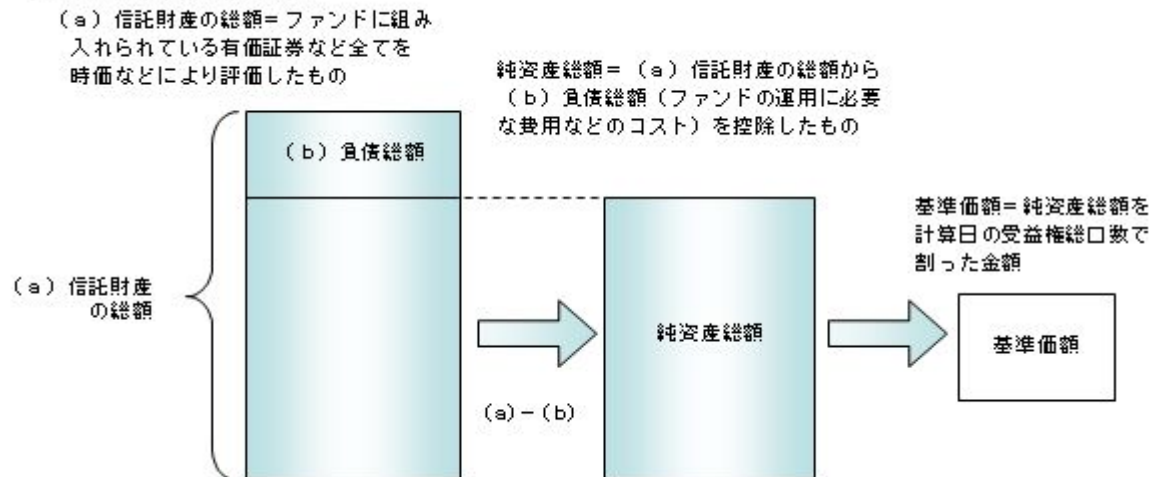 （a）信託財産の総額＝ファンドに組み
入れられている有価証券など全てを
時価などにより評価したもの
純資産総額＝（a）信託財産の総額から
（b）負債総額（ファンドの運用に必要
な費用などのコスト）を控除したもの
（b）負債総額
基準価額＝純資産総額を
計算日の受益権総口数で
割った金額
（a）信託財産
の総額
純資産総額
基準価額
（a）－（b）